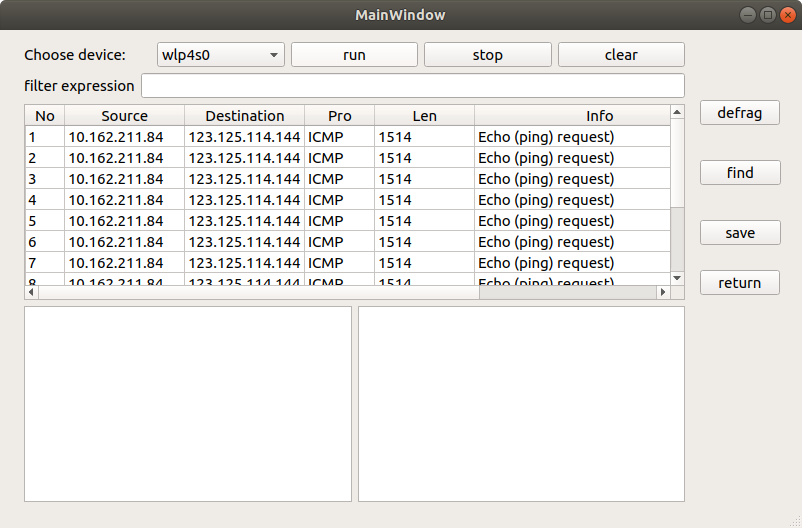 MainWindow
Choose device: wlp4s0 run stop clear
filter expression
No Source Destination Pro Len Info
defrag
1 10.162.211.84 123.125.114.144 ICMP 1514 Echo (ping) request)
2 10.162.211.84 123.125.114.144 ICMP 1514 Echo (ping) request)
3 10.162.211.84 123.125.114.144 ICMP 1514 Echo (ping) request)
find
4 10.162.211.84 123.125.114.144 ICMP 1514 Echo (ping) request)
5 10.162.211.84 123.125.114.144 ICMP 1514 Echo (ping) request)
save
6 10.162.211.84 123.125.114.144 ICMP 1514 Echo (ping) request)
7 10.162.211.84 123.125.114.144 ICMP 1514 Echo (ping) request)
8 10.162.211.84 123.125.114.144 ICMP 1514 Echo (ping) request)
return